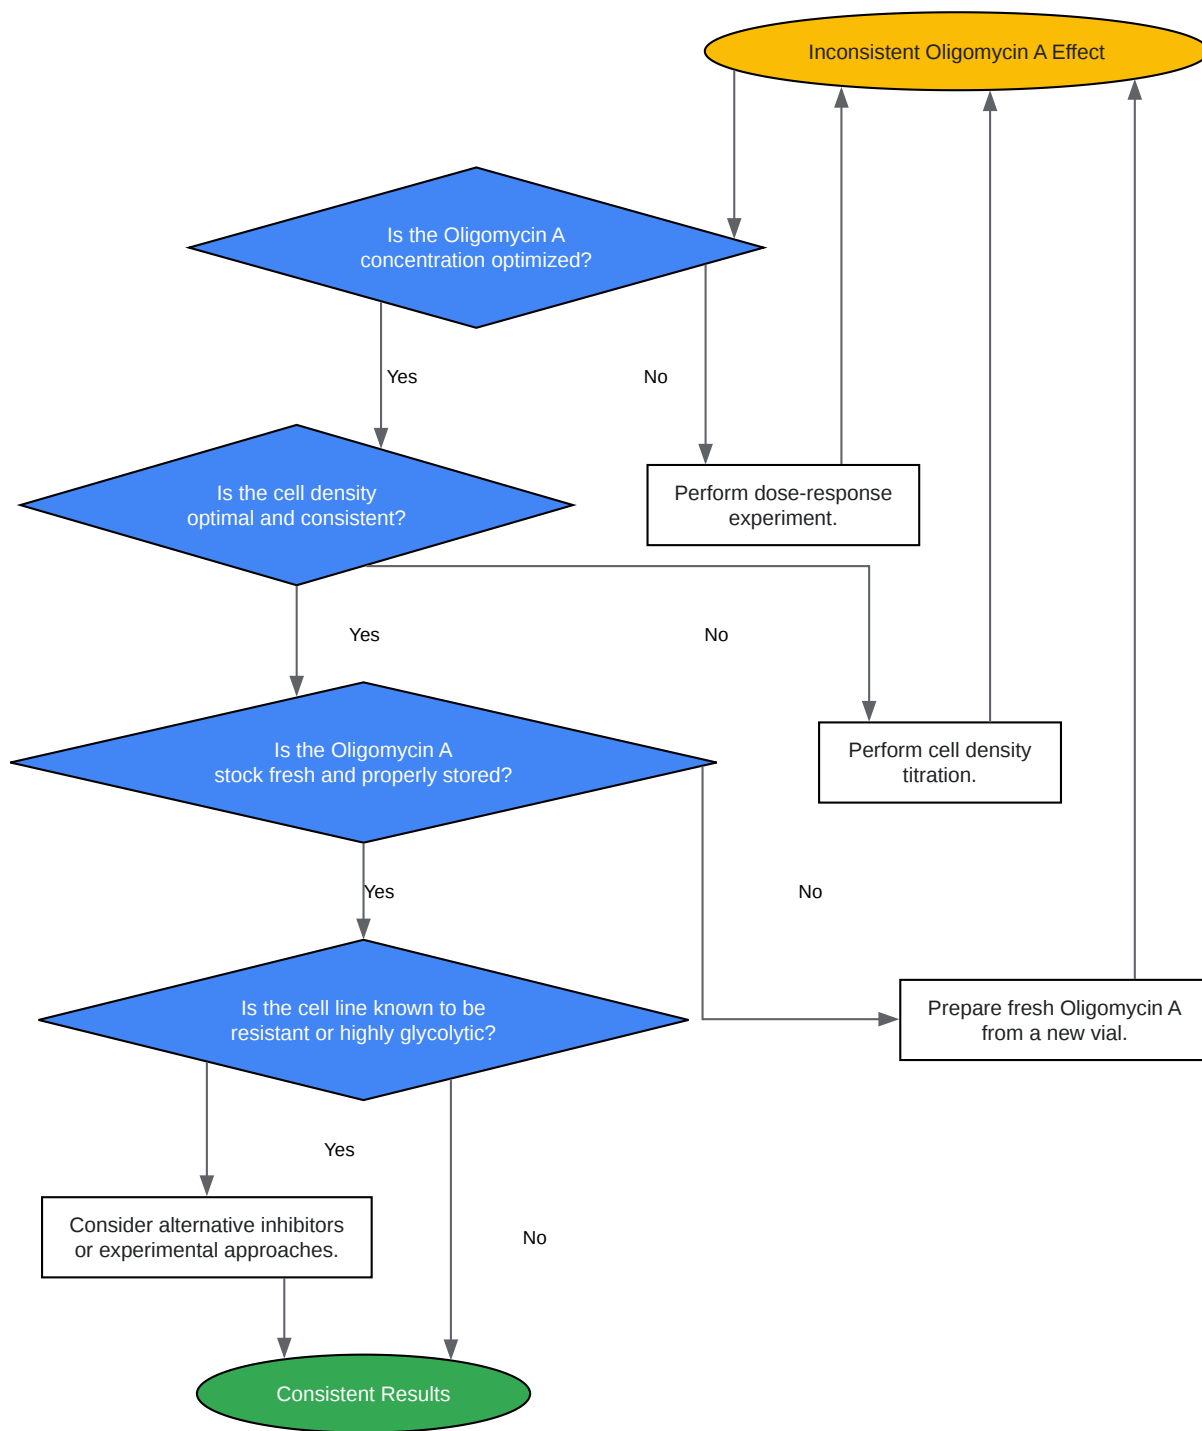 Inconsistent Oligomycin A Effect
Is the Oligomycin A
concentration optimized?
Yes
No
Is the cell density
optimal and consistent?
Perform dose-response
experiment.
Yes
No
Is the Oligomycin A
stock fresh and properly stored?
Perform cell density
titration.
Yes
No
Is the cell line known to be
resistant or highly glycolytic?
Prepare fresh Oligomycin A
from a new vial.
Yes
Consider alternative inhibitors
or experimental approaches.
No
Consistent Results